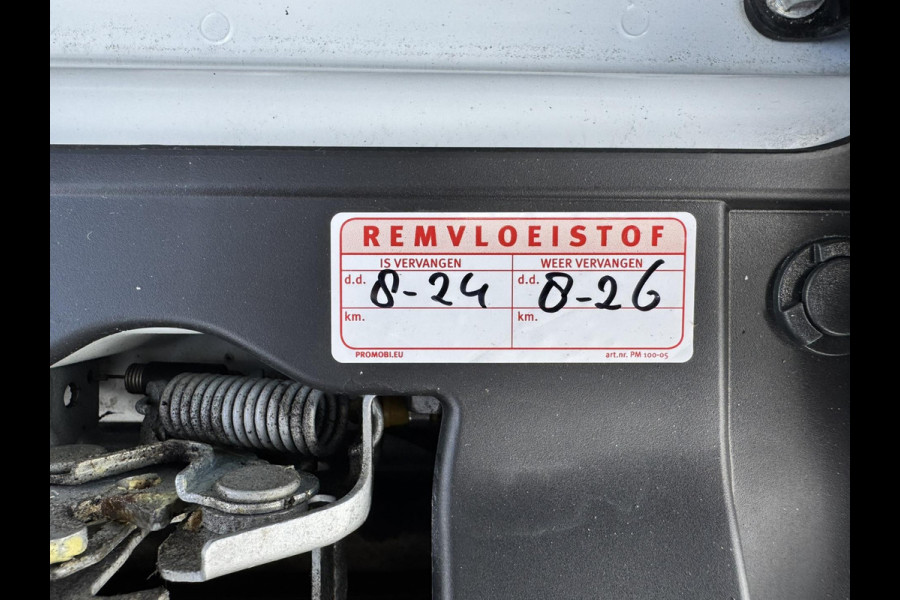 REMVLOEISTOF
IS VERVANGEN WEER VERVANGEN
d.d. 8-24 d.d. 8-26
km. km.
PROMOBI.EU art.nr. PM 100-05